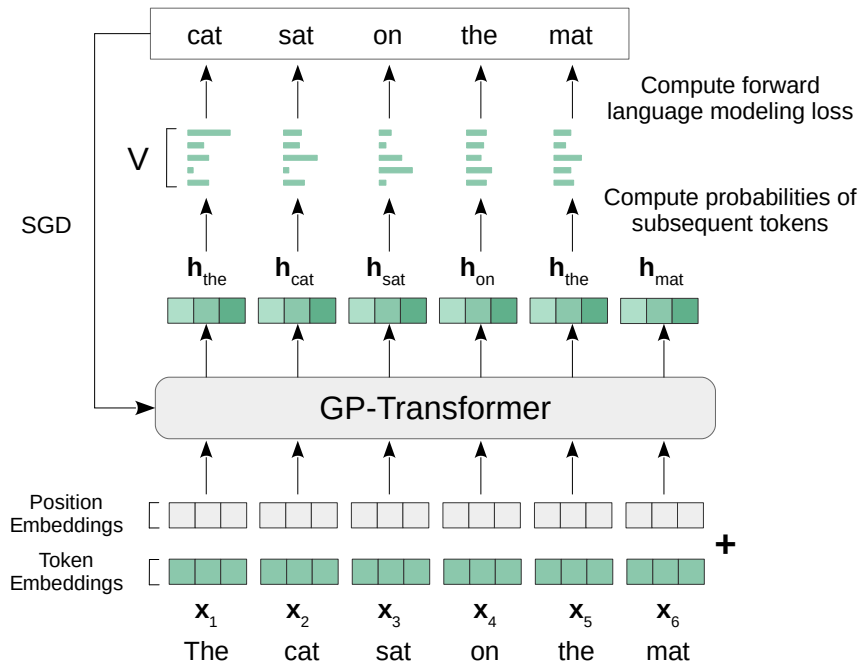 cat sat on the mat
Compute forward
language modeling loss
V
Compute probabilities of
subsequent tokens
SGD
h_the h_cat h_sat h_on h_the h_mat
GP-Transformer
Position
Embeddings
+
Token
Embeddings
x_1 x_2 x_3 x_4 x_5 x_6
The cat sat on the mat